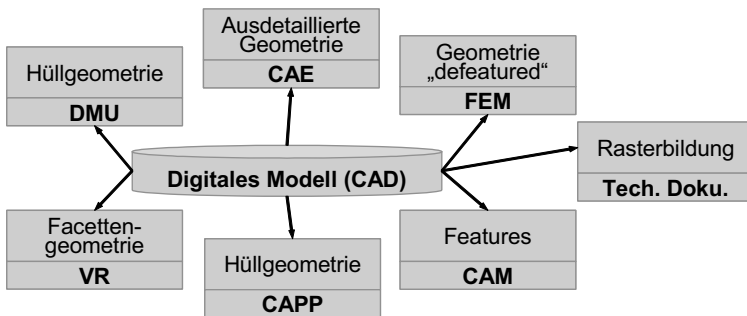 Ausdetaillierte
Geometrie
CAE
Geometrie
„defeatured“
FEM
Hüllgeometrie
DMU
Rasterbildung
Tech. Doku.
Digitales Modell (CAD)
Facetten-
geometrie
VR
Hüllgeometrie
CAPP
Features
CAM